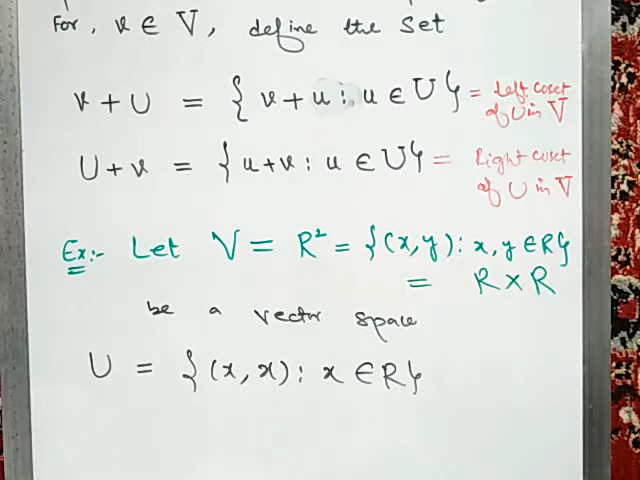 For, v ∈ V, define the set
v + U = { v + u : u ∈ U } = Left coset of U in V
U + v = { u + v : u ∈ U } = Right coset of U in V
Ex:- Let V = R² = { (x, y) : x, y ∈ R }
= R × R
be a vector space
U = { (x, x) : x ∈ R }